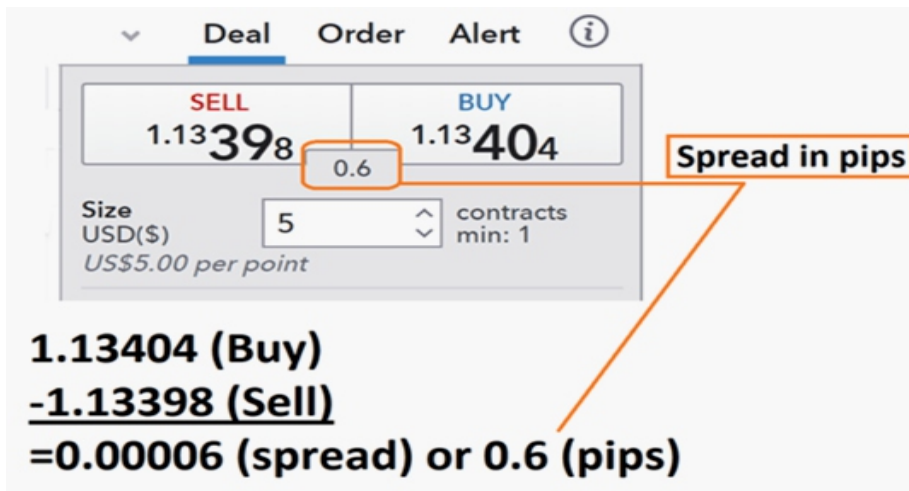 Deal Order Alert i
SELL BUY
1.13398 1.13404
0.6
Spread in pips
Size
USD($)
5
contracts
min: 1
US$5.00 per point
1.13404 (Buy)
-1.13398 (Sell)
=0.00006 (spread) or 0.6 (pips)